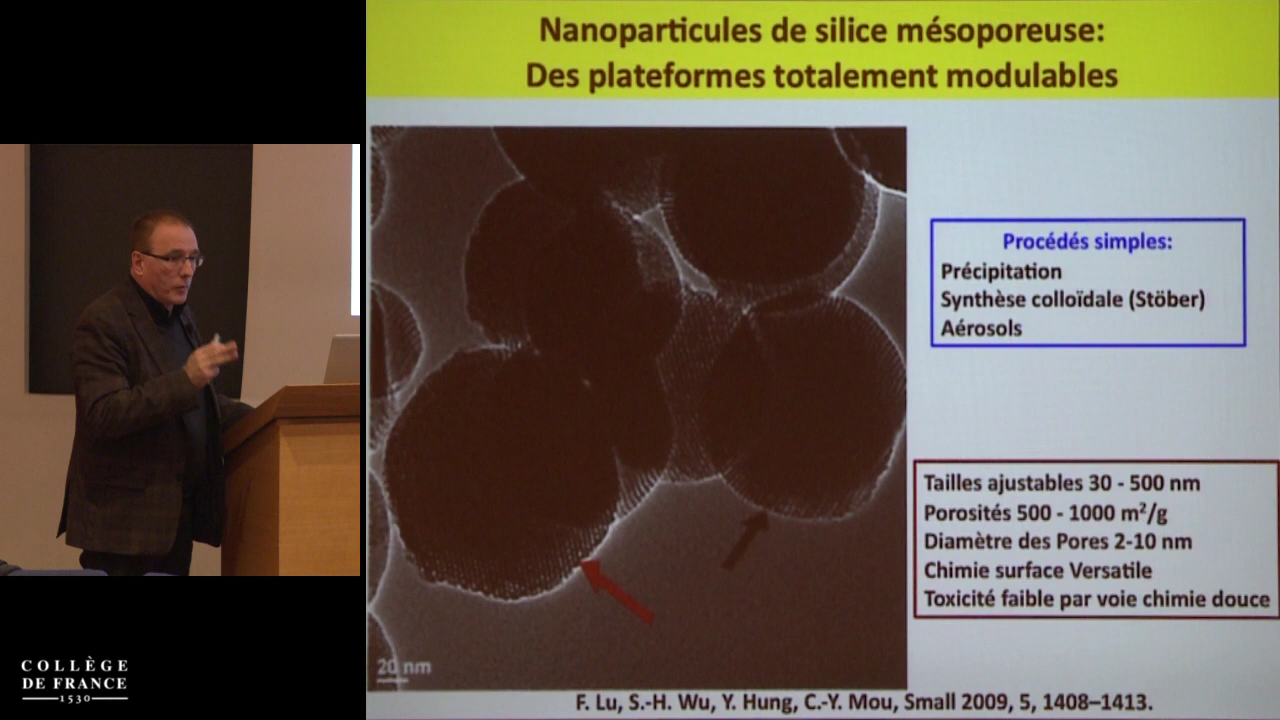 Nanoparticules de silice mésoporeuse:
Des plateformes totalement modulables
Procédés simples:
Précipitation
Synthèse colloïdale (Stöber)
Aérosols
Tailles ajustables 30 - 500 nm
Porosités 500 - 1000 m²/g
Diamètre des Pores 2-10 nm
Chimie surface Versatile
Toxicité faible par voie chimie douce
20 nm
F. Lu, S.-H. Wu, Y. Hung, C.-Y. Mou, Small 2009, 5, 1408–1413.
COLLÈGE
DE FRANCE
1530